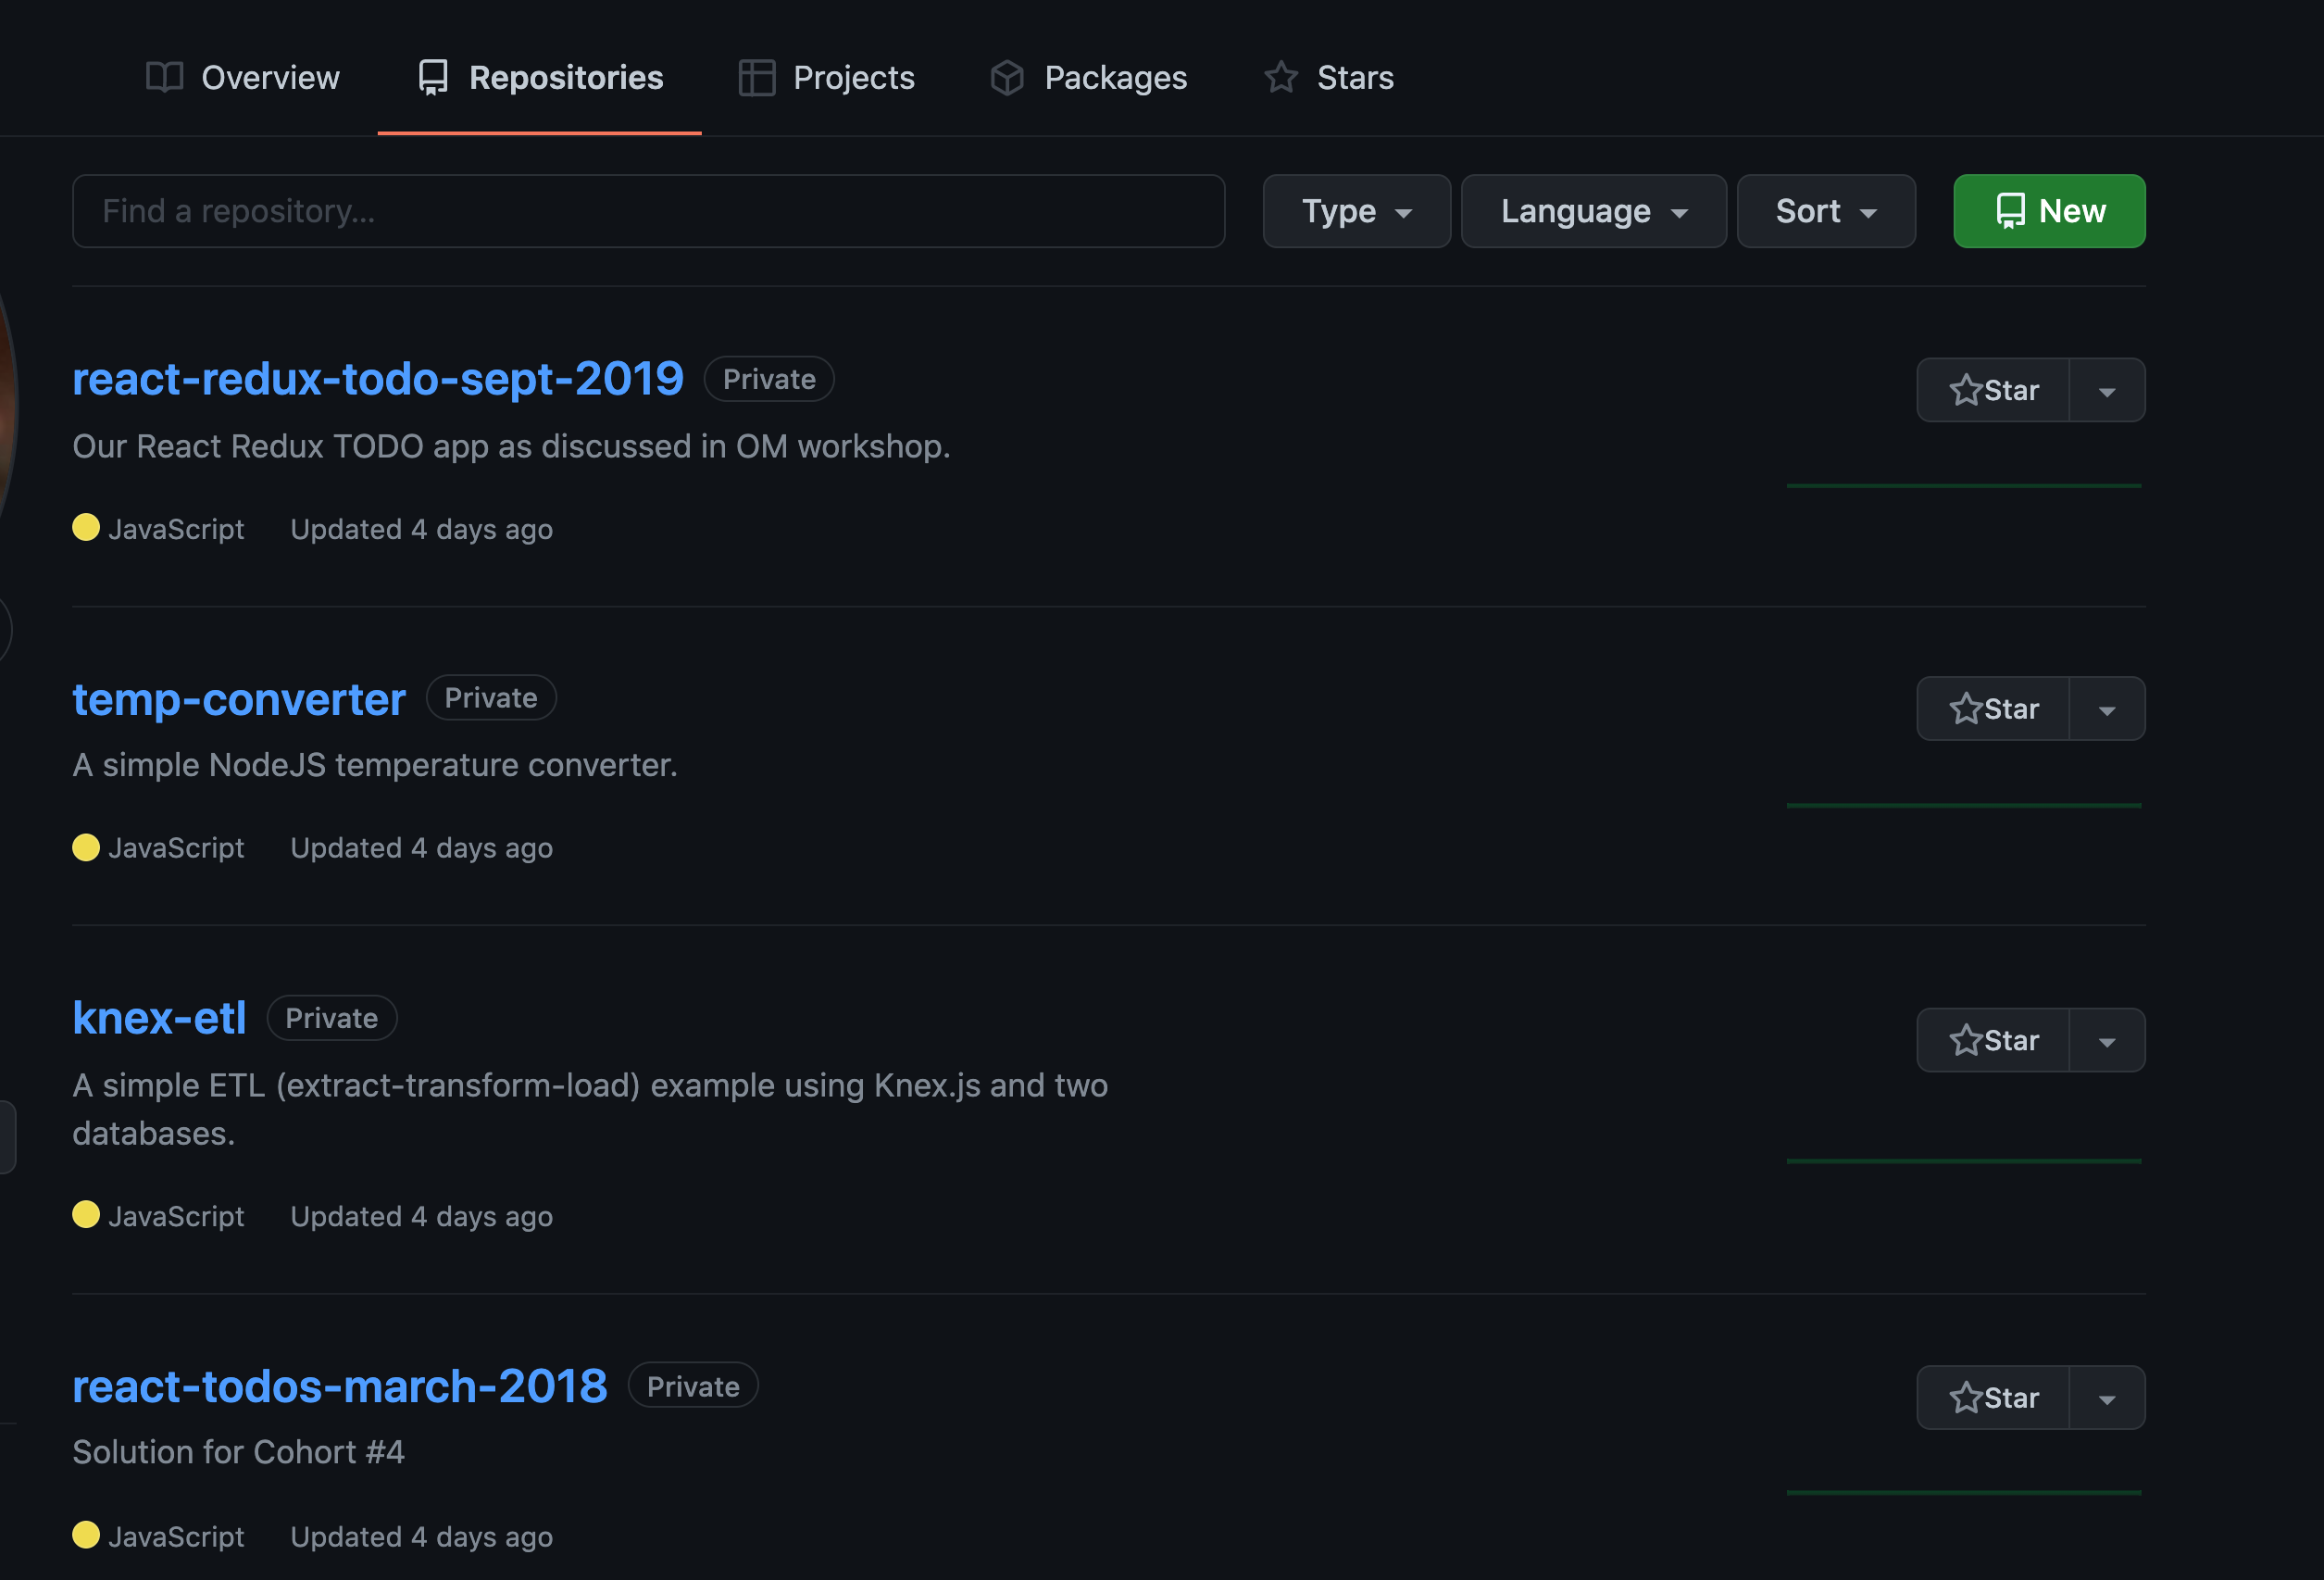 Overview Repositories Projects Packages Stars
Find a repository... Type Language Sort New
react-redux-todo-sept-2019 Private Star
Our React Redux TODO app as discussed in OM workshop.
JavaScript Updated 4 days ago
temp-converter Private Star
A simple NodeJS temperature converter.
JavaScript Updated 4 days ago
knex-etl Private Star
A simple ETL (extract-transform-load) example using Knex.js and two
databases.
JavaScript Updated 4 days ago
react-todos-march-2018 Private Star
Solution for Cohort #4
JavaScript Updated 4 days ago